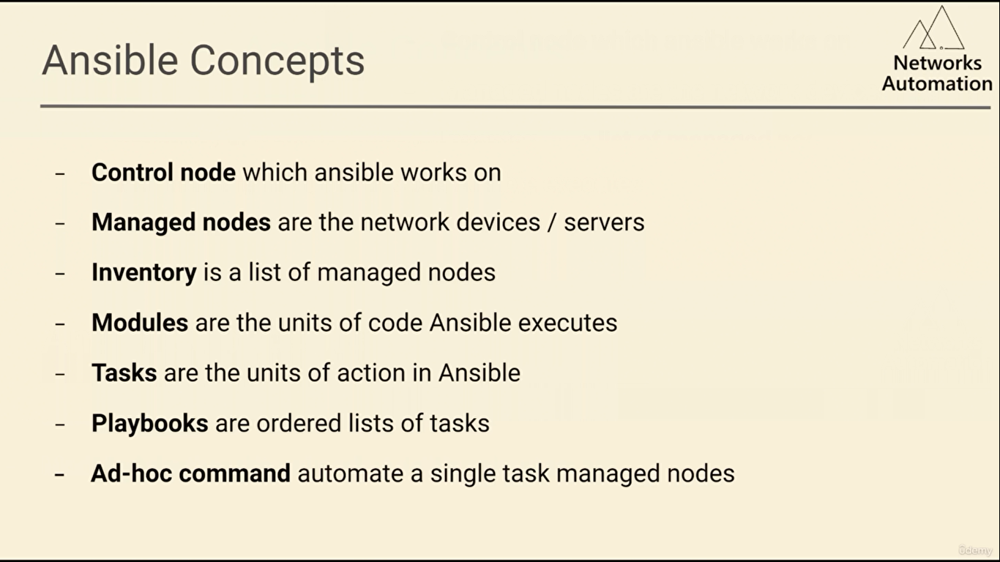 Ansible Concepts
Networks
Automation
- Control node which ansible works on
- Managed nodes are the network devices / servers
- Inventory is a list of managed nodes
- Modules are the units of code Ansible executes
- Tasks are the units of action in Ansible
- Playbooks are ordered lists of tasks
- Ad-hoc command automate a single task managed nodes
ûdemy